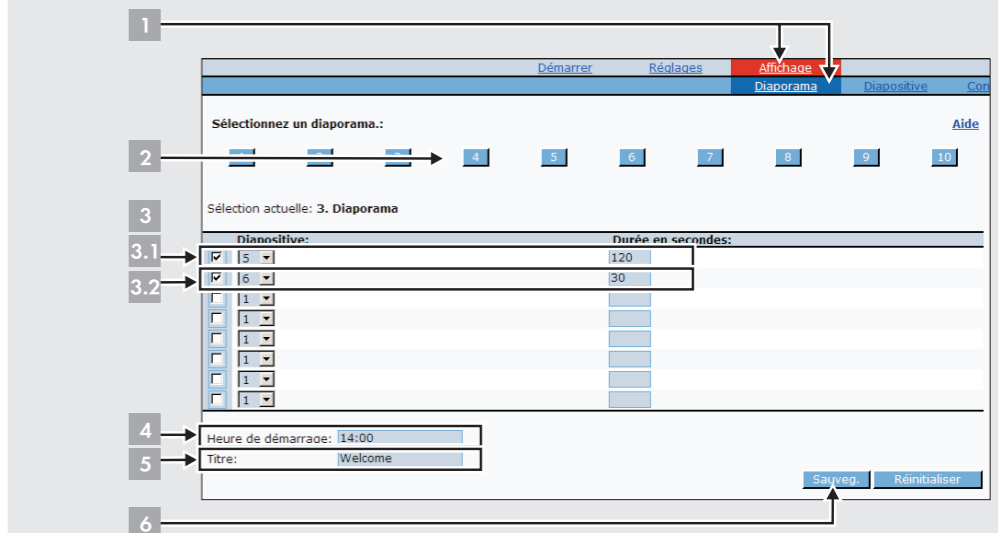 1
Démarrer Réglages Affichage
Diaporama Diapositive Con
Sélectionnez un diaporama.: Aide
2 4 5 6 7 8 9 10
3 Sélection actuelle: 3. Diaporama
Diapositive: Durée en secondes:
3.1 5 120
3.2 6 30
1
1
1
1
1
1
4 Heure de démarrage: 14:00
5 Titre: Welcome
Sauveg. Réinitialiser
6